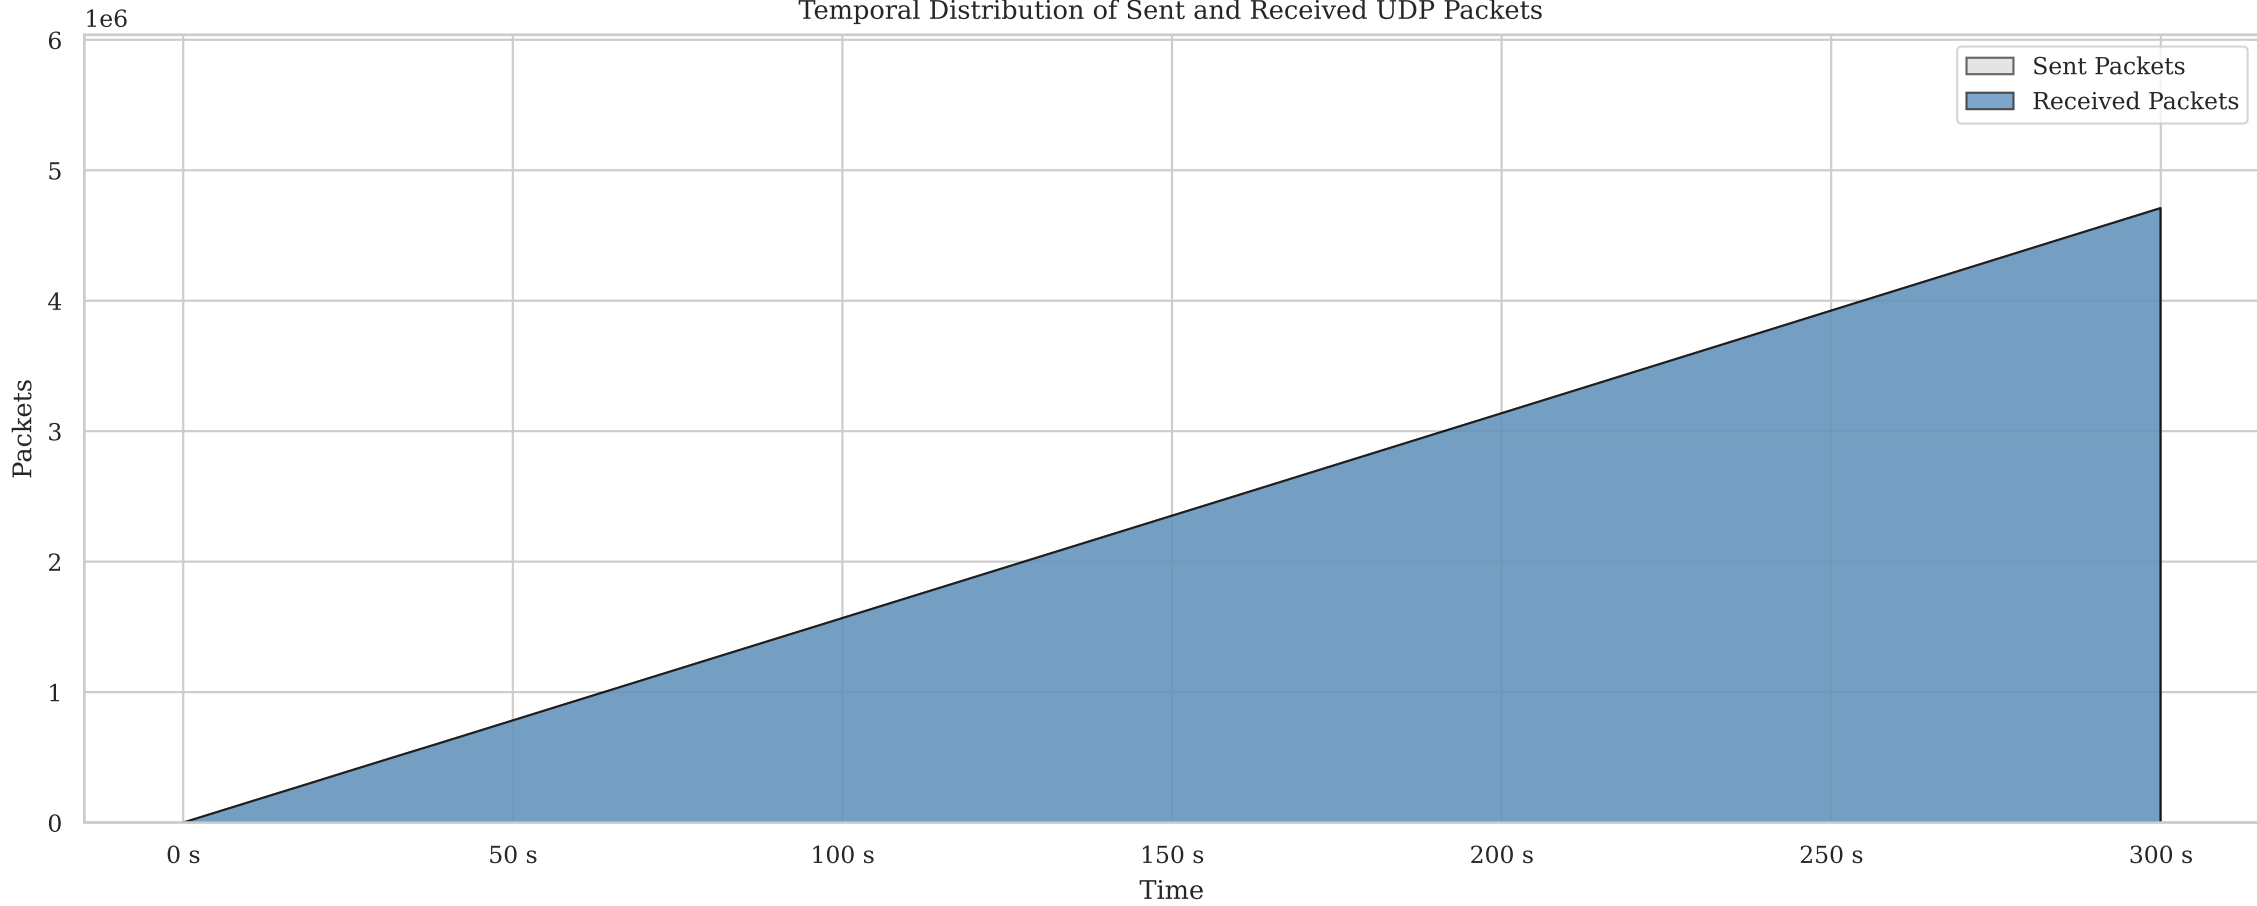 Temporal Distribution of Sent and Received UDP Packets
1e6
6
5
4
3
2
1
0
Packets
Sent Packets
Received Packets
0 s 50 s 100 s 150 s 200 s 250 s 300 s
Time